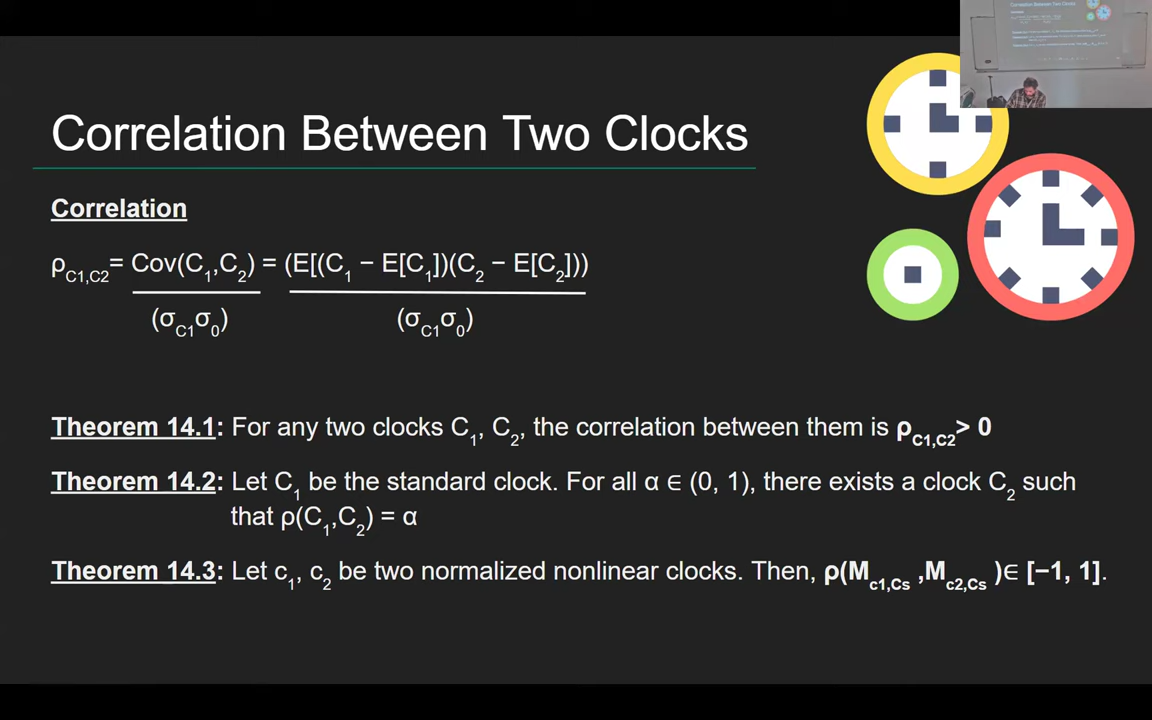 Correlation Between Two Clocks
Correlation
ρC1,C2= Cov(C1,C2) = (E[(C1 − E[C1])(C2 − E[C2]))
(σC1σ0) (σC1σ0)
Theorem 14.1: For any two clocks C1, C2, the correlation between them is ρC1,C2> 0
Theorem 14.2: Let C1 be the standard clock. For all α ∈ (0, 1), there exists a clock C2 such
that ρ(C1,C2) = α
Theorem 14.3: Let c1, c2 be two normalized nonlinear clocks. Then, ρ(Mc1,Cs ,Mc2,Cs )∈ [−1, 1].